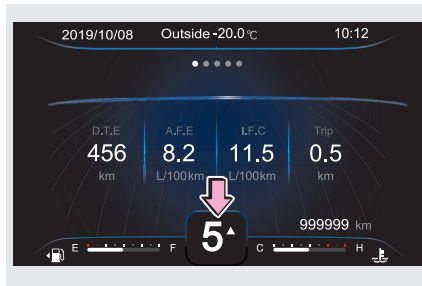 2019/10/08 Outside -20.0 °C 10:12
D.T.E A.F.E I.F.C Trip
456 8.2 11.5 0.5
km L/100km L/100km km
999999 km
E F 5 C H